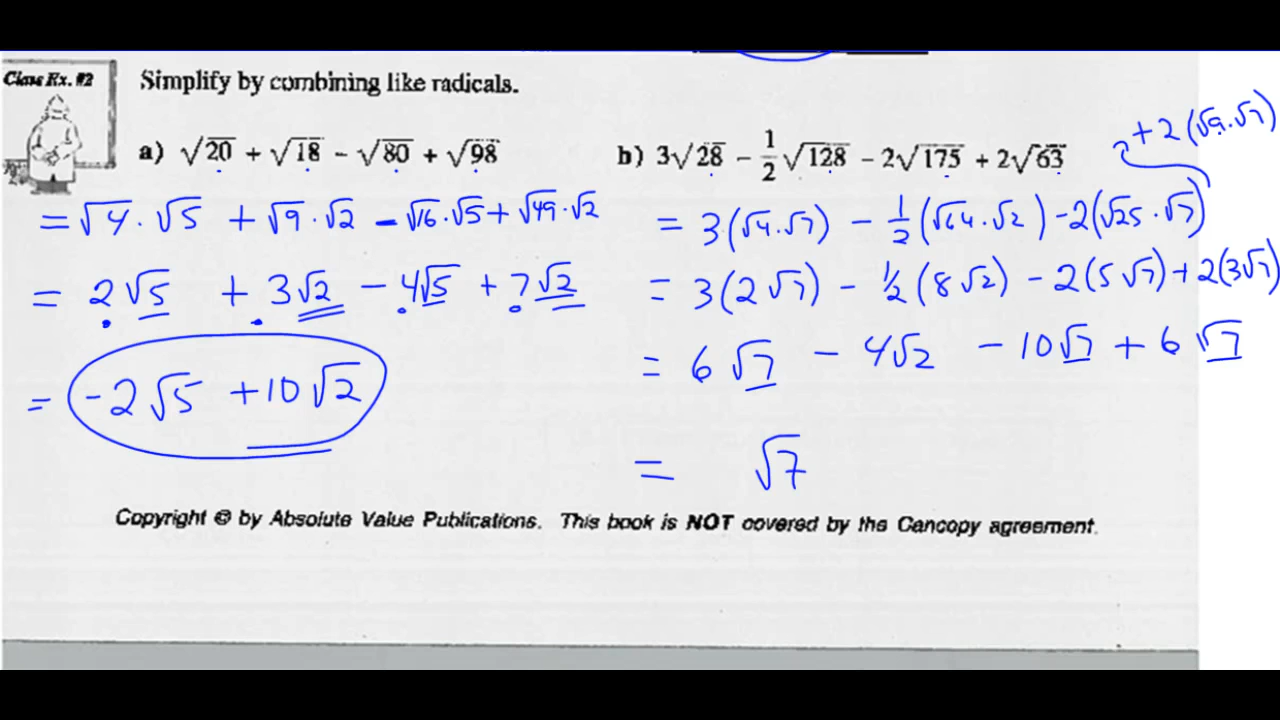 Class Ex. #2
Simplify by combining like radicals.
a) √20 + √18 - √80 + √98
= √4 · √5 + √9 · √2 - √16 · √5 + √49 · √2
= 2√5 + 3√2 - 4√5 + 7√2
= -2√5 + 10√2
b) 3√28 - 1/2 √128 - 2√175 + 2√63
+ 2(√9 · √7)
= 3(√4 · √7) - 1/2 (√64 · √2) - 2(√25 · √7)
= 3(2√7) - 1/2 (8√2) - 2(5√7) + 2(3√7)
= 6√7 - 4√2 - 10√7 + 6√7
= √7
Copyright © by Absolute Value Publications. This book is NOT covered by the Cancopy agreement.